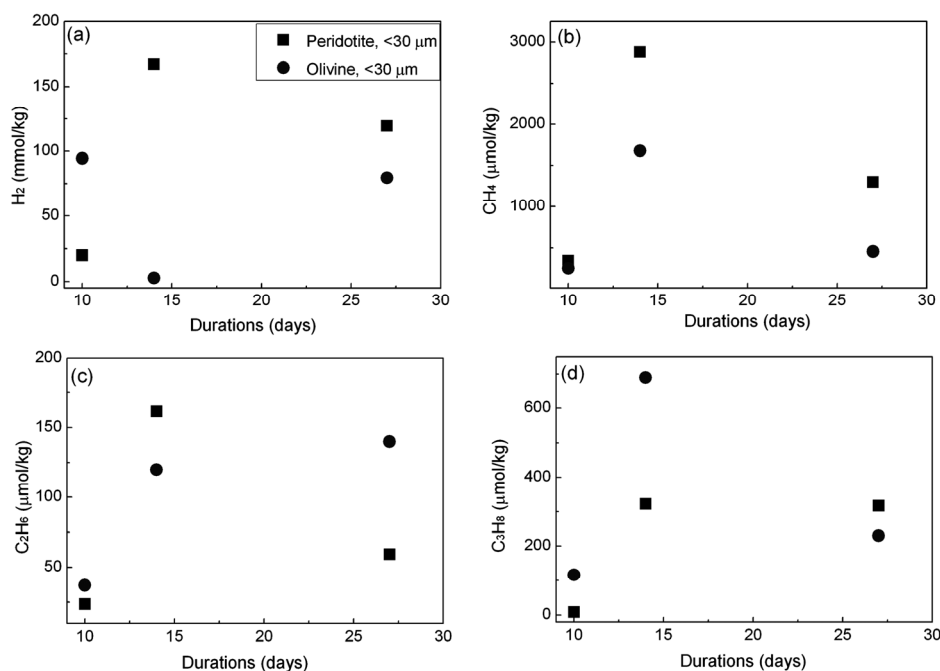 (a)
Peridotite, <30 μm
Olivine, <30 μm
200
150
100
50
0
H₂ (mmol/kg)
10 15 20 25 30
Durations (days)
(b)
3000
2000
1000
CH₄ (μmol/kg)
10 15 20 25 30
Durations (days)
(c)
200
150
100
50
C₂H₆ (μmol/kg)
10 15 20 25 30
Durations (days)
(d)
600
400
200
0
C₃H₈ (μmol/kg)
10 15 20 25 30
Durations (days)